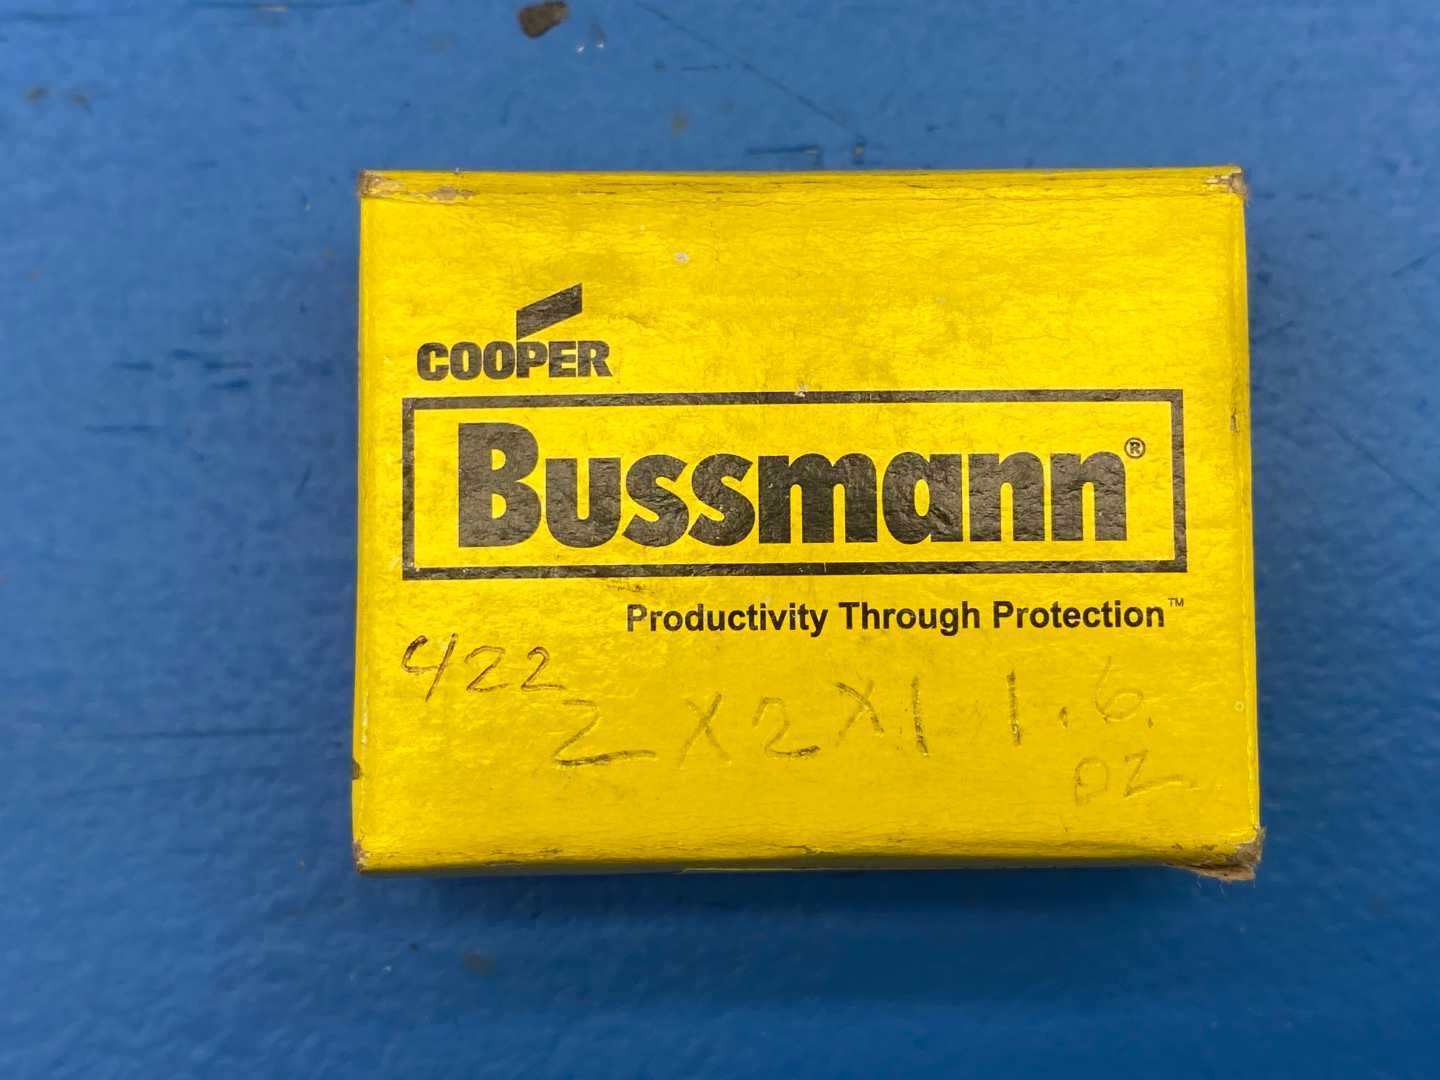 COOPER
Bussmann®
Productivity Through Protection™
422
2 x 2 x 1 1.6
oz